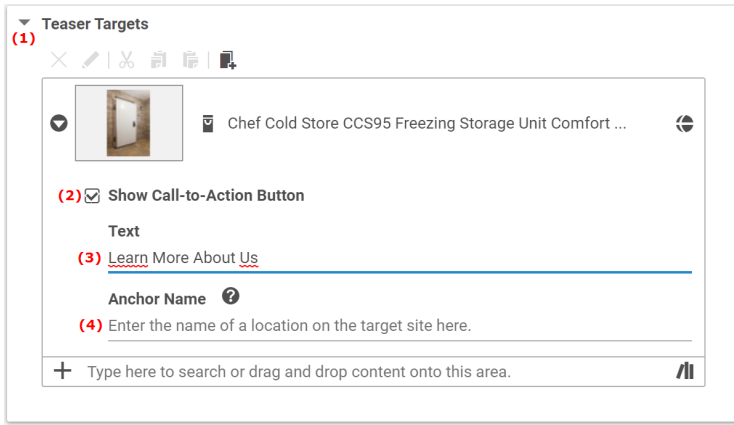 Teaser Targets
(1)
Chef Cold Store CCS95 Freezing Storage Unit Comfort ...
(2) Show Call-to-Action Button
Text
(3) Learn More About Us
Anchor Name ?
(4) Enter the name of a location on the target site here.
Type here to search or drag and drop content onto this area.